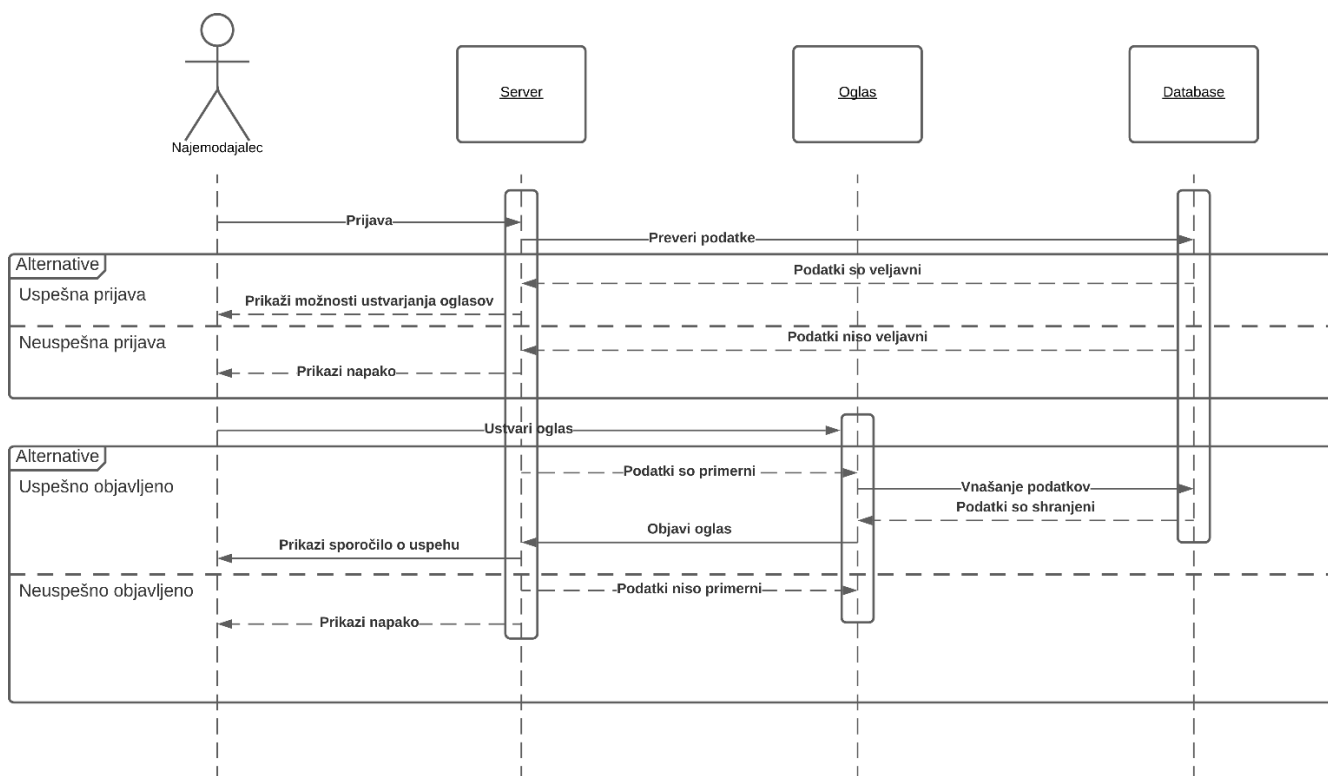 Najemodajalec
Server
Oglas
Database
Prijava
Preveri podatke
Alternative
Podatki so veljavni
Uspešna prijava
Prikaži možnosti ustvarjanja oglasov
Neuspešna prijava
Podatki niso veljavni
Prikazi napako
Ustvari oglas
Alternative
Podatki so primerni
Uspešno objavljeno
Vnašanje podatkov
Podatki so shranjeni
Objavi oglas
Prikazi sporočilo o uspehu
Neuspešno objavljeno
Podatki niso primerni
Prikazi napako